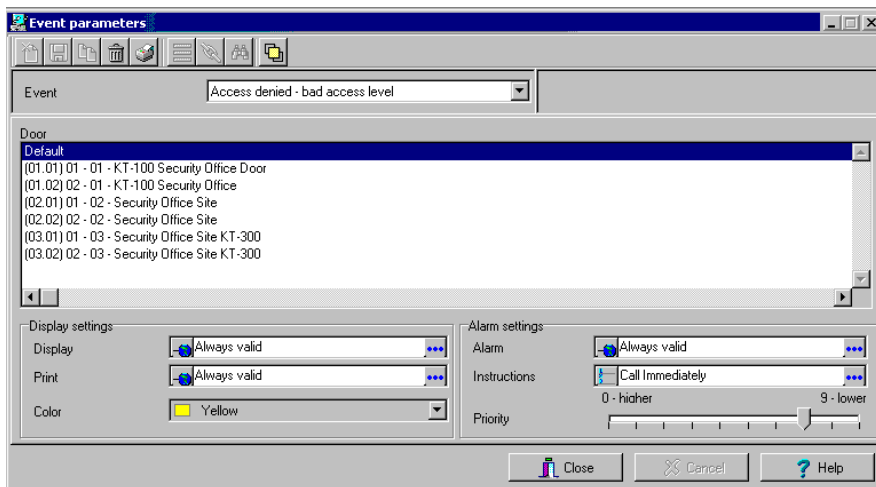 Event parameters
Event
Access denied - bad access level
Door
Default
(01.01) 01 - 01 - KT-100 Security Office Door
(01.02) 02 - 01 - KT-100 Security Office
(02.01) 01 - 02 - Security Office Site
(02.02) 02 - 02 - Security Office Site
(03.01) 01 - 03 - Security Office Site KT-300
(03.02) 02 - 03 - Security Office Site KT-300
Display settings
Display Always valid
Print Always valid
Color Yellow
Alarm settings
Alarm Always valid
Instructions Call Immediately
0 - higher 9 - lower
Priority
Close Cancel Help